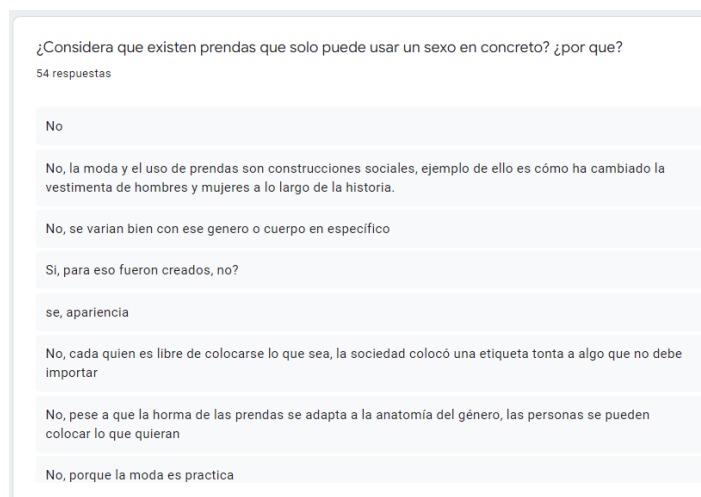 ¿Considera que existen prendas que solo puede usar un sexo en concreto? ¿por que?
54 respuestas
No
No, la moda y el uso de prendas son construcciones sociales, ejemplo de ello es cómo ha cambiado la
vestimenta de hombres y mujeres a lo largo de la historia.
No, se varian bien con ese genero o cuerpo en específico
Si, para eso fueron creados, no?
se, apariencia
No, cada quien es libre de colocarse lo que sea, la sociedad colocó una etiqueta tonta a algo que no debe
importar
No, pese a que la horma de las prendas se adapta a la anatomía del género, las personas se pueden
colocar lo que quieran
No, porque la moda es practica